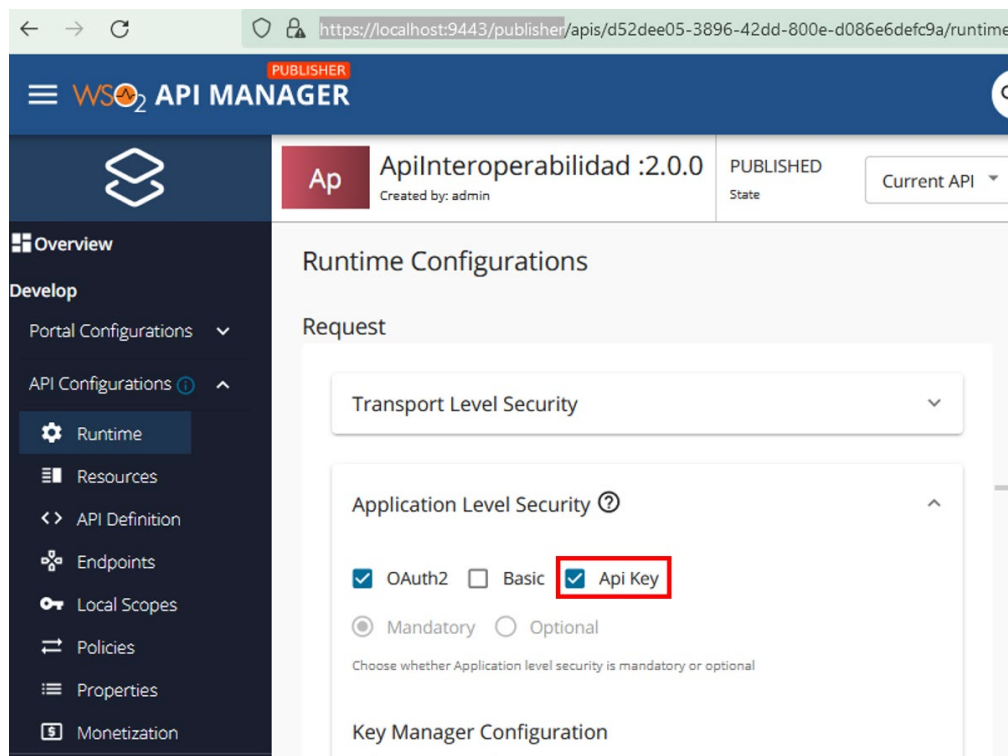 https://localhost:9443/publisher/apis/d52dee05-3896-42dd-800e-d086e6defc9a/runtime
PUBLISHER
WSO2 API MANAGER
Ap
ApiInteroperabilidad :2.0.0
Created by: admin
PUBLISHED
State
Current API
Overview
Develop
Portal Configurations
API Configurations
Runtime
Resources
API Definition
Endpoints
Local Scopes
Policies
Properties
Monetization
Runtime Configurations
Request
Transport Level Security
Application Level Security
OAuth2 Basic Api Key
Mandatory Optional
Choose whether Application level security is mandatory or optional
Key Manager Configuration